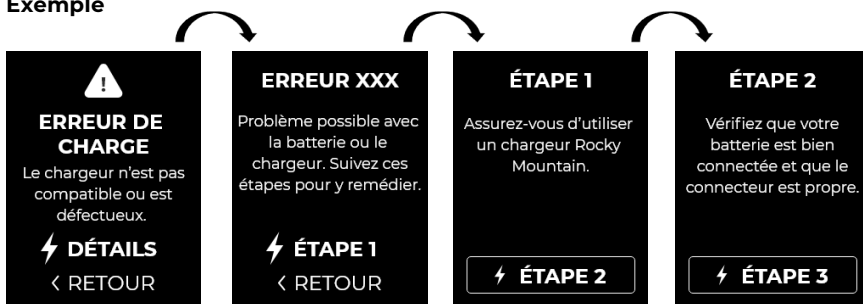 Exemple
ERREUR DE
CHARGE
Le chargeur n'est pas
compatible ou est
défectueux.
DÉTAILS
< RETOUR
ERREUR XXX
Problème possible avec
la batterie ou le
chargeur. Suivez ces
étapes pour y remédier.
ÉTAPE 1
< RETOUR
ÉTAPE 1
Assurez-vous d'utiliser
un chargeur Rocky
Mountain.
ÉTAPE 2
ÉTAPE 2
Vérifiez que votre
batterie est bien
connectée et que le
connecteur est propre.
ÉTAPE 3